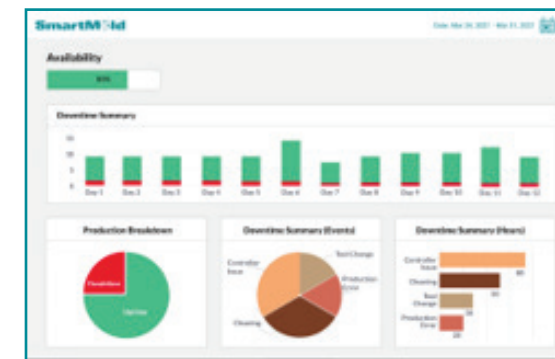 SmartMold
Availability
Downtime Summary
15
10
5
Day 1 Day 2 Day 3 Day 4 Day 5 Day 6 Day 7 Day 8 Day 9 Day 10 Day 11 Day 12
Production Breakdown
Downtime
Uptime
Downtime Summary (Events)
Controller
Issue
Tool Change
Production
Error
Cleaning
Downtime Summary (Hours)
Controller
Issue
Cleaning
Tool
Change
Production
Error